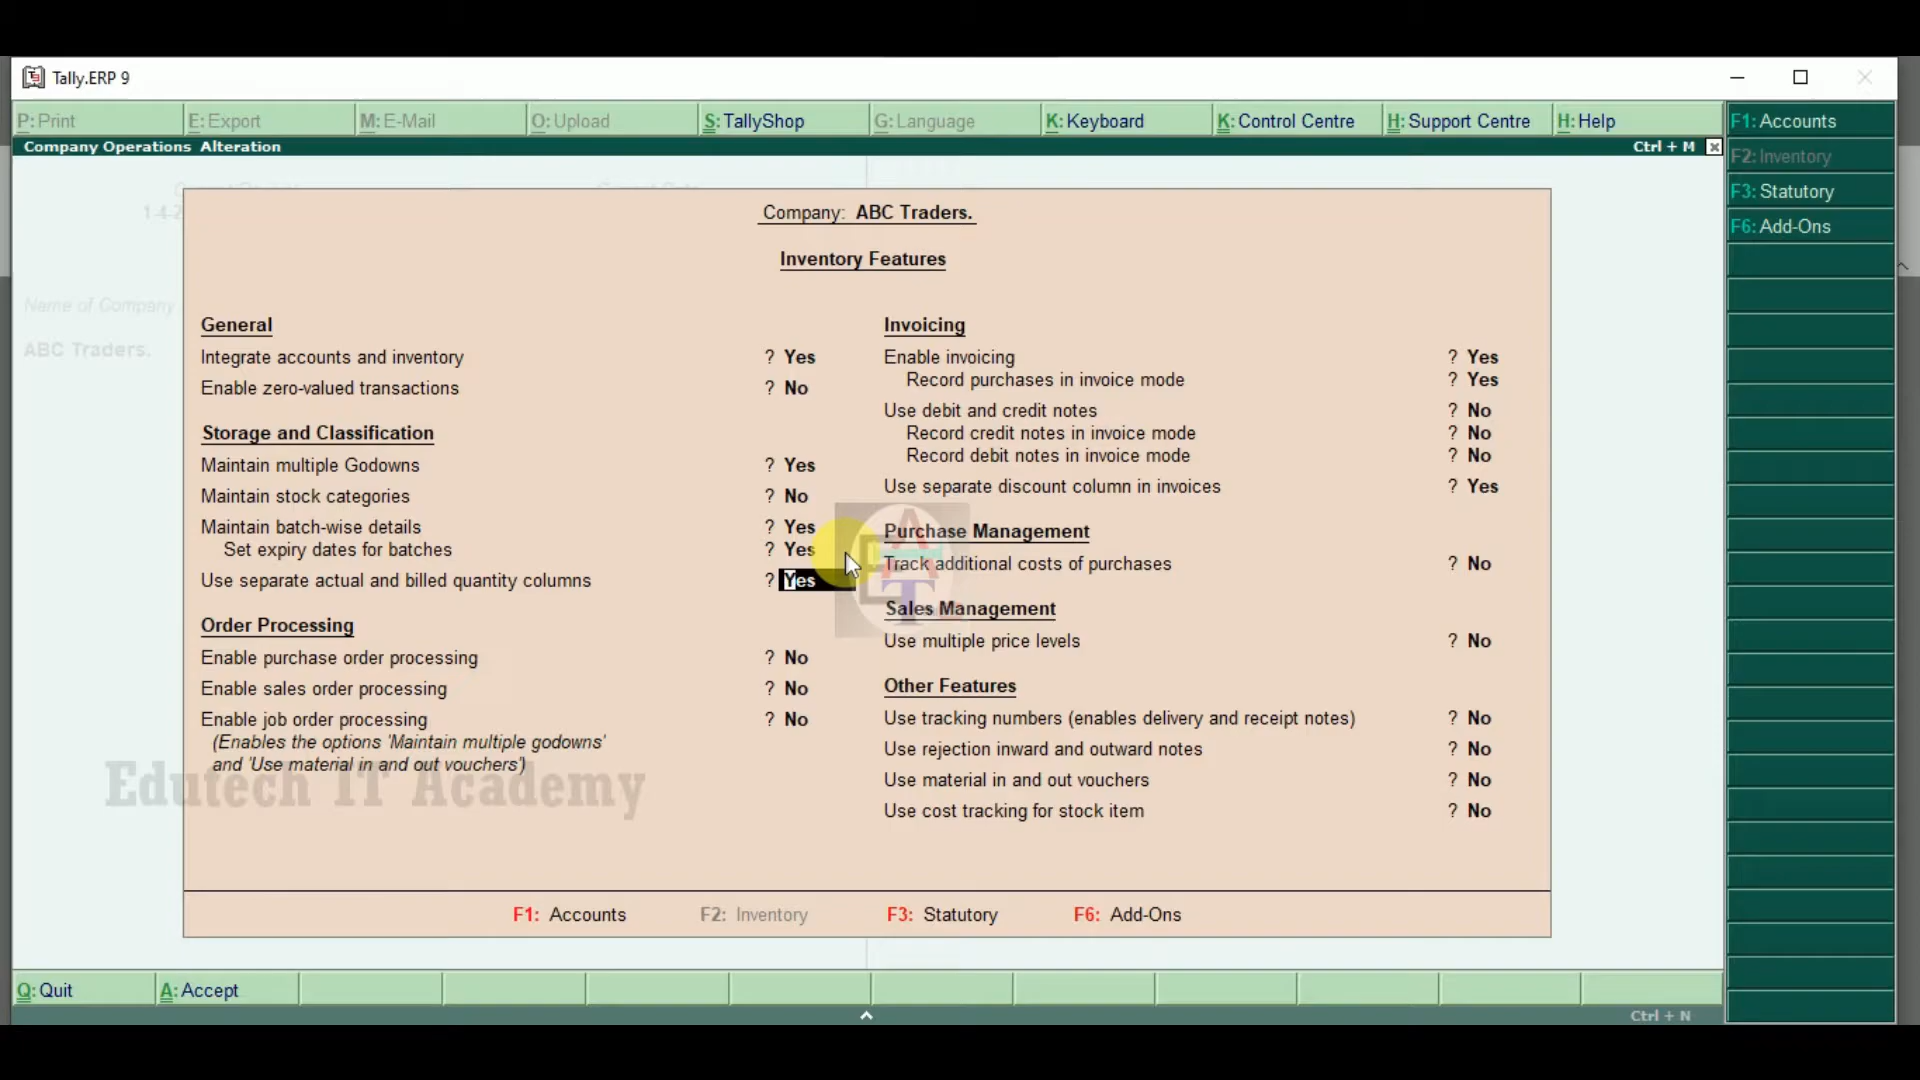 Tally.ERP 9
P: Print
E: Export
M: E-Mail
O: Upload
S: TallyShop
G: Language
K: Keyboard
K: Control Centre
H: Support Centre
H: Help
Company Operations Alteration
Ctrl + M
Company: ABC Traders.
Inventory Features
Name of Company
ABC Traders.
General
Integrate accounts and inventory ? Yes
Enable zero-valued transactions ? No
Storage and Classification
Maintain multiple Godowns ? Yes
Maintain stock categories ? No
Maintain batch-wise details ? Yes
Set expiry dates for batches ? Yes
Use separate actual and billed quantity columns ? Yes
Order Processing
Enable purchase order processing ? No
Enable sales order processing ? No
Enable job order processing ? No
(Enables the options 'Maintain multiple godowns'
and 'Use material in and out vouchers')
Edutech IT Academy
Invoicing
Enable invoicing ? Yes
Record purchases in invoice mode ? Yes
Use debit and credit notes ? No
Record credit notes in invoice mode ? No
Record debit notes in invoice mode ? No
Use separate discount column in invoices ? Yes
Purchase Management
Track additional costs of purchases ? No
Sales Management
Use multiple price levels ? No
Other Features
Use tracking numbers (enables delivery and receipt notes) ? No
Use rejection inward and outward notes ? No
Use material in and out vouchers ? No
Use cost tracking for stock item ? No
F1: Accounts
F2: Inventory
F3: Statutory
F6: Add-Ons
Q: Quit
A: Accept
Ctrl + N
F1: Accounts
F2: Inventory
F3: Statutory
F6: Add-Ons